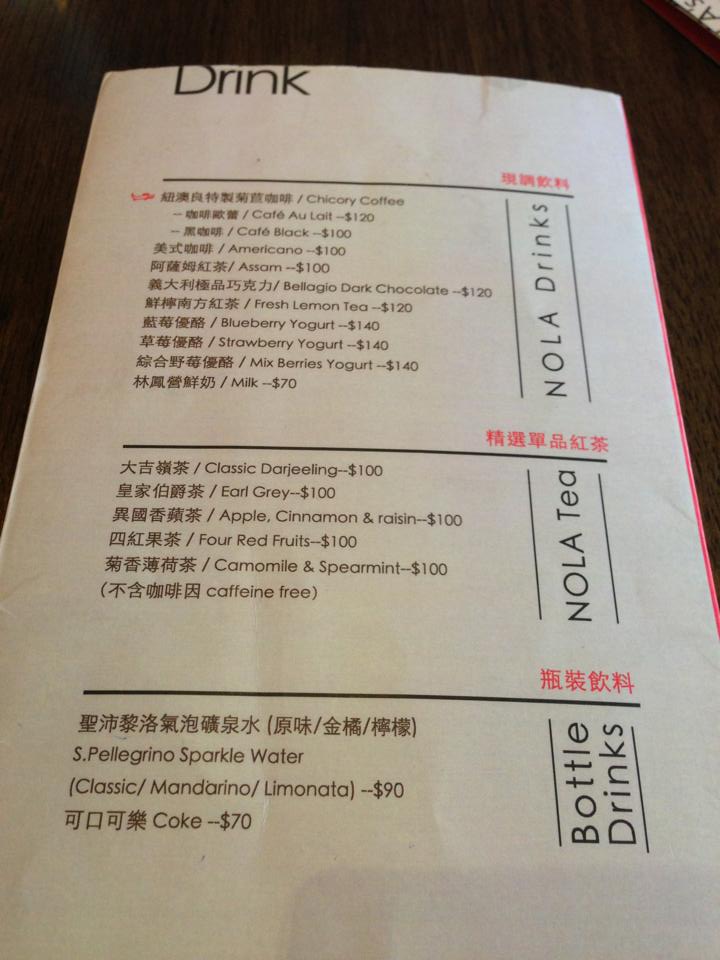 Drink
現調飲料
NOLA Drinks
紐澳良特製菊苣咖啡 / Chicory Coffee
-- 咖啡歐蕾 / Café Au Lait --$120
-- 黑咖啡 / Café Black --$100
美式咖啡 / Americano --$100
阿薩姆紅茶/ Assam --$100
義大利極品巧克力/ Bellagio Dark Chocolate --$120
鮮檸南方紅茶 / Fresh Lemon Tea --$120
藍莓優酪 / Blueberry Yogurt --$140
草莓優酪 / Strawberry Yogurt --$140
綜合野莓優酪 / Mix Berries Yogurt --$140
林鳳營鮮奶 / Milk --$70
精選單品紅茶
NOLA Tea
大吉嶺茶 / Classic Darjeeling--$100
皇家伯爵茶 / Earl Grey--$100
異國香蘋茶 / Apple, Cinnamon & raisin--$100
四紅果茶 / Four Red Fruits--$100
菊香薄荷茶 / Camomile & Spearmint--$100
(不含咖啡因 caffeine free)
瓶裝飲料
Bottle
Drinks
聖沛黎洛氣泡礦泉水 (原味/金橘/檸檬)
S.Pellegrino Sparkle Water
(Classic/ Mandarino/ Limonata) --$90
可口可樂 Coke --$70